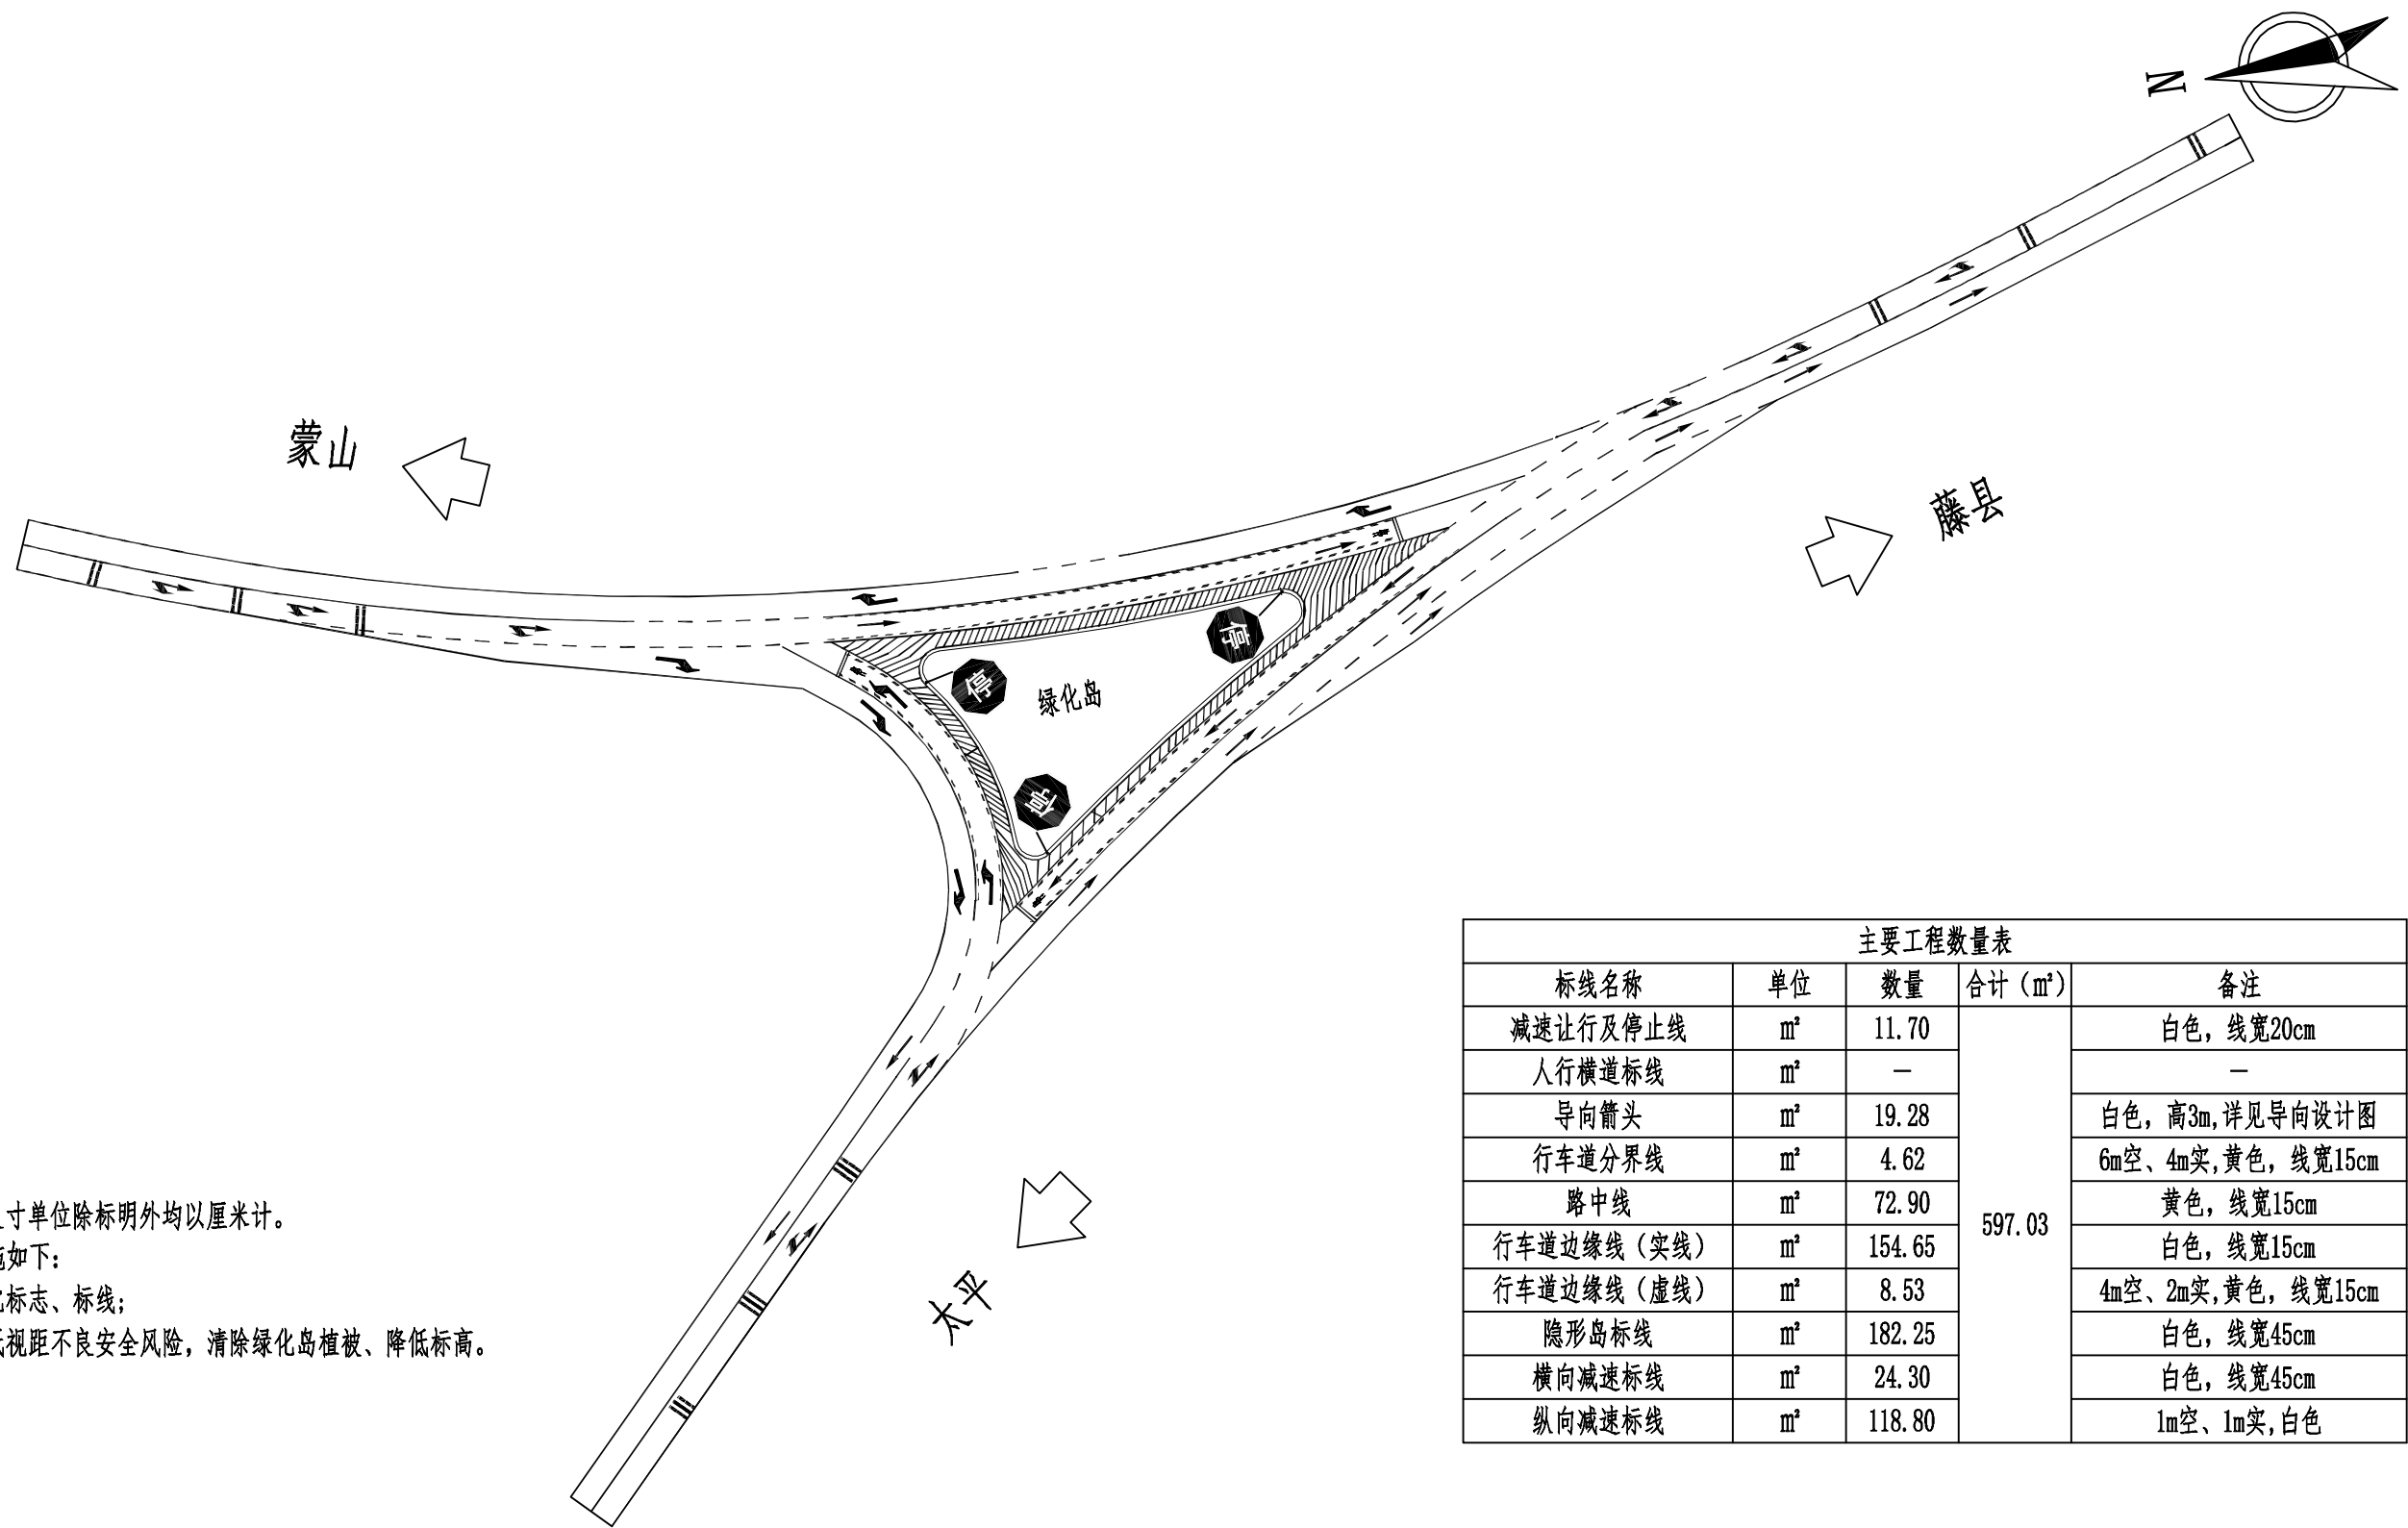 N
蒙山
藤县
停
停
绿化岛
停
太平
寸单位除标明外均以厘米计。
如下：
标志、标线；
视距不良安全风险，清除绿化岛植被、降低标高。
主要工程数量表
标线名称 单位 数量 合计（㎡） 备注
减速让行及停止线 ㎡ 11.70 597.03 白色，线宽20cm
人行横道标线 ㎡ — —
导向箭头 ㎡ 19.28 白色，高3m,详见导向设计图
行车道分界线 ㎡ 4.62 6m空、4m实,黄色，线宽15cm
路中线 ㎡ 72.90 黄色，线宽15cm
行车道边缘线（实线） ㎡ 154.65 白色，线宽15cm
行车道边缘线（虚线） ㎡ 8.53 4m空、2m实,黄色，线宽15cm
隐形岛标线 ㎡ 182.25 白色，线宽45cm
横向减速标线 ㎡ 24.30 白色，线宽45cm
纵向减速标线 ㎡ 118.80 1m空、1m实,白色